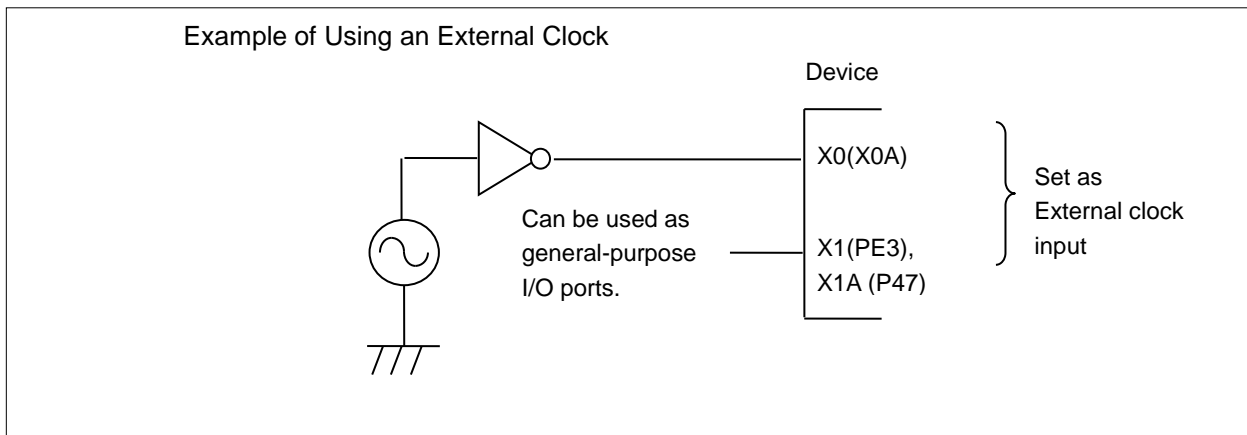 Example of Using an External Clock
Device
X0(X0A)
Can be used as
general-purpose
I/O ports.
X1(PE3),
X1A (P47)
Set as
External clock
input